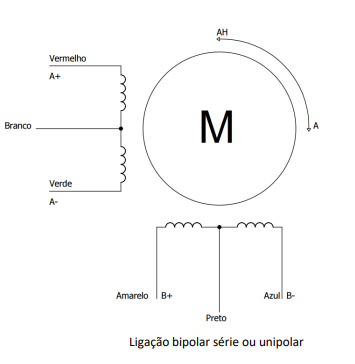 AH
Vermelho
A+
M
A
Branco
Verde
A-
Amarelo B+ Azul B-
Preto
Ligação bipolar série ou unipolar